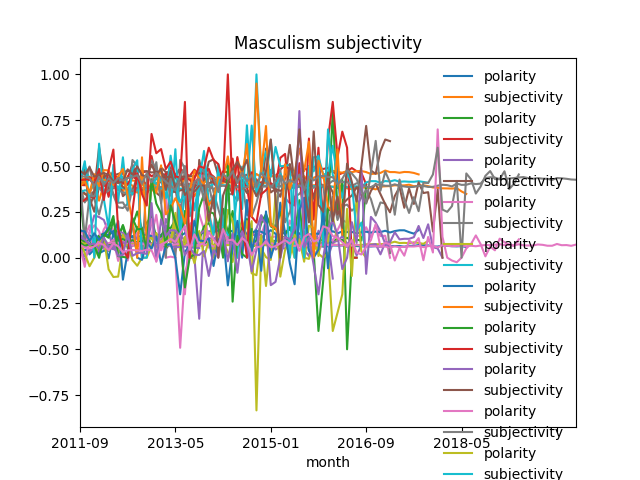 Masculism subjectivity
1.00
0.75
0.50
0.25
0.00
−0.25
−0.50
−0.75
2011-09
2013-05
2015-01
2016-09
2018-05
month
polarity
subjectivity
polarity
subjectivity
polarity
subjectivity
polarity
subjectivity
polarity
subjectivity
polarity
subjectivity
polarity
subjectivity
polarity
subjectivity
polarity
subjectivity
polarity
subjectivity